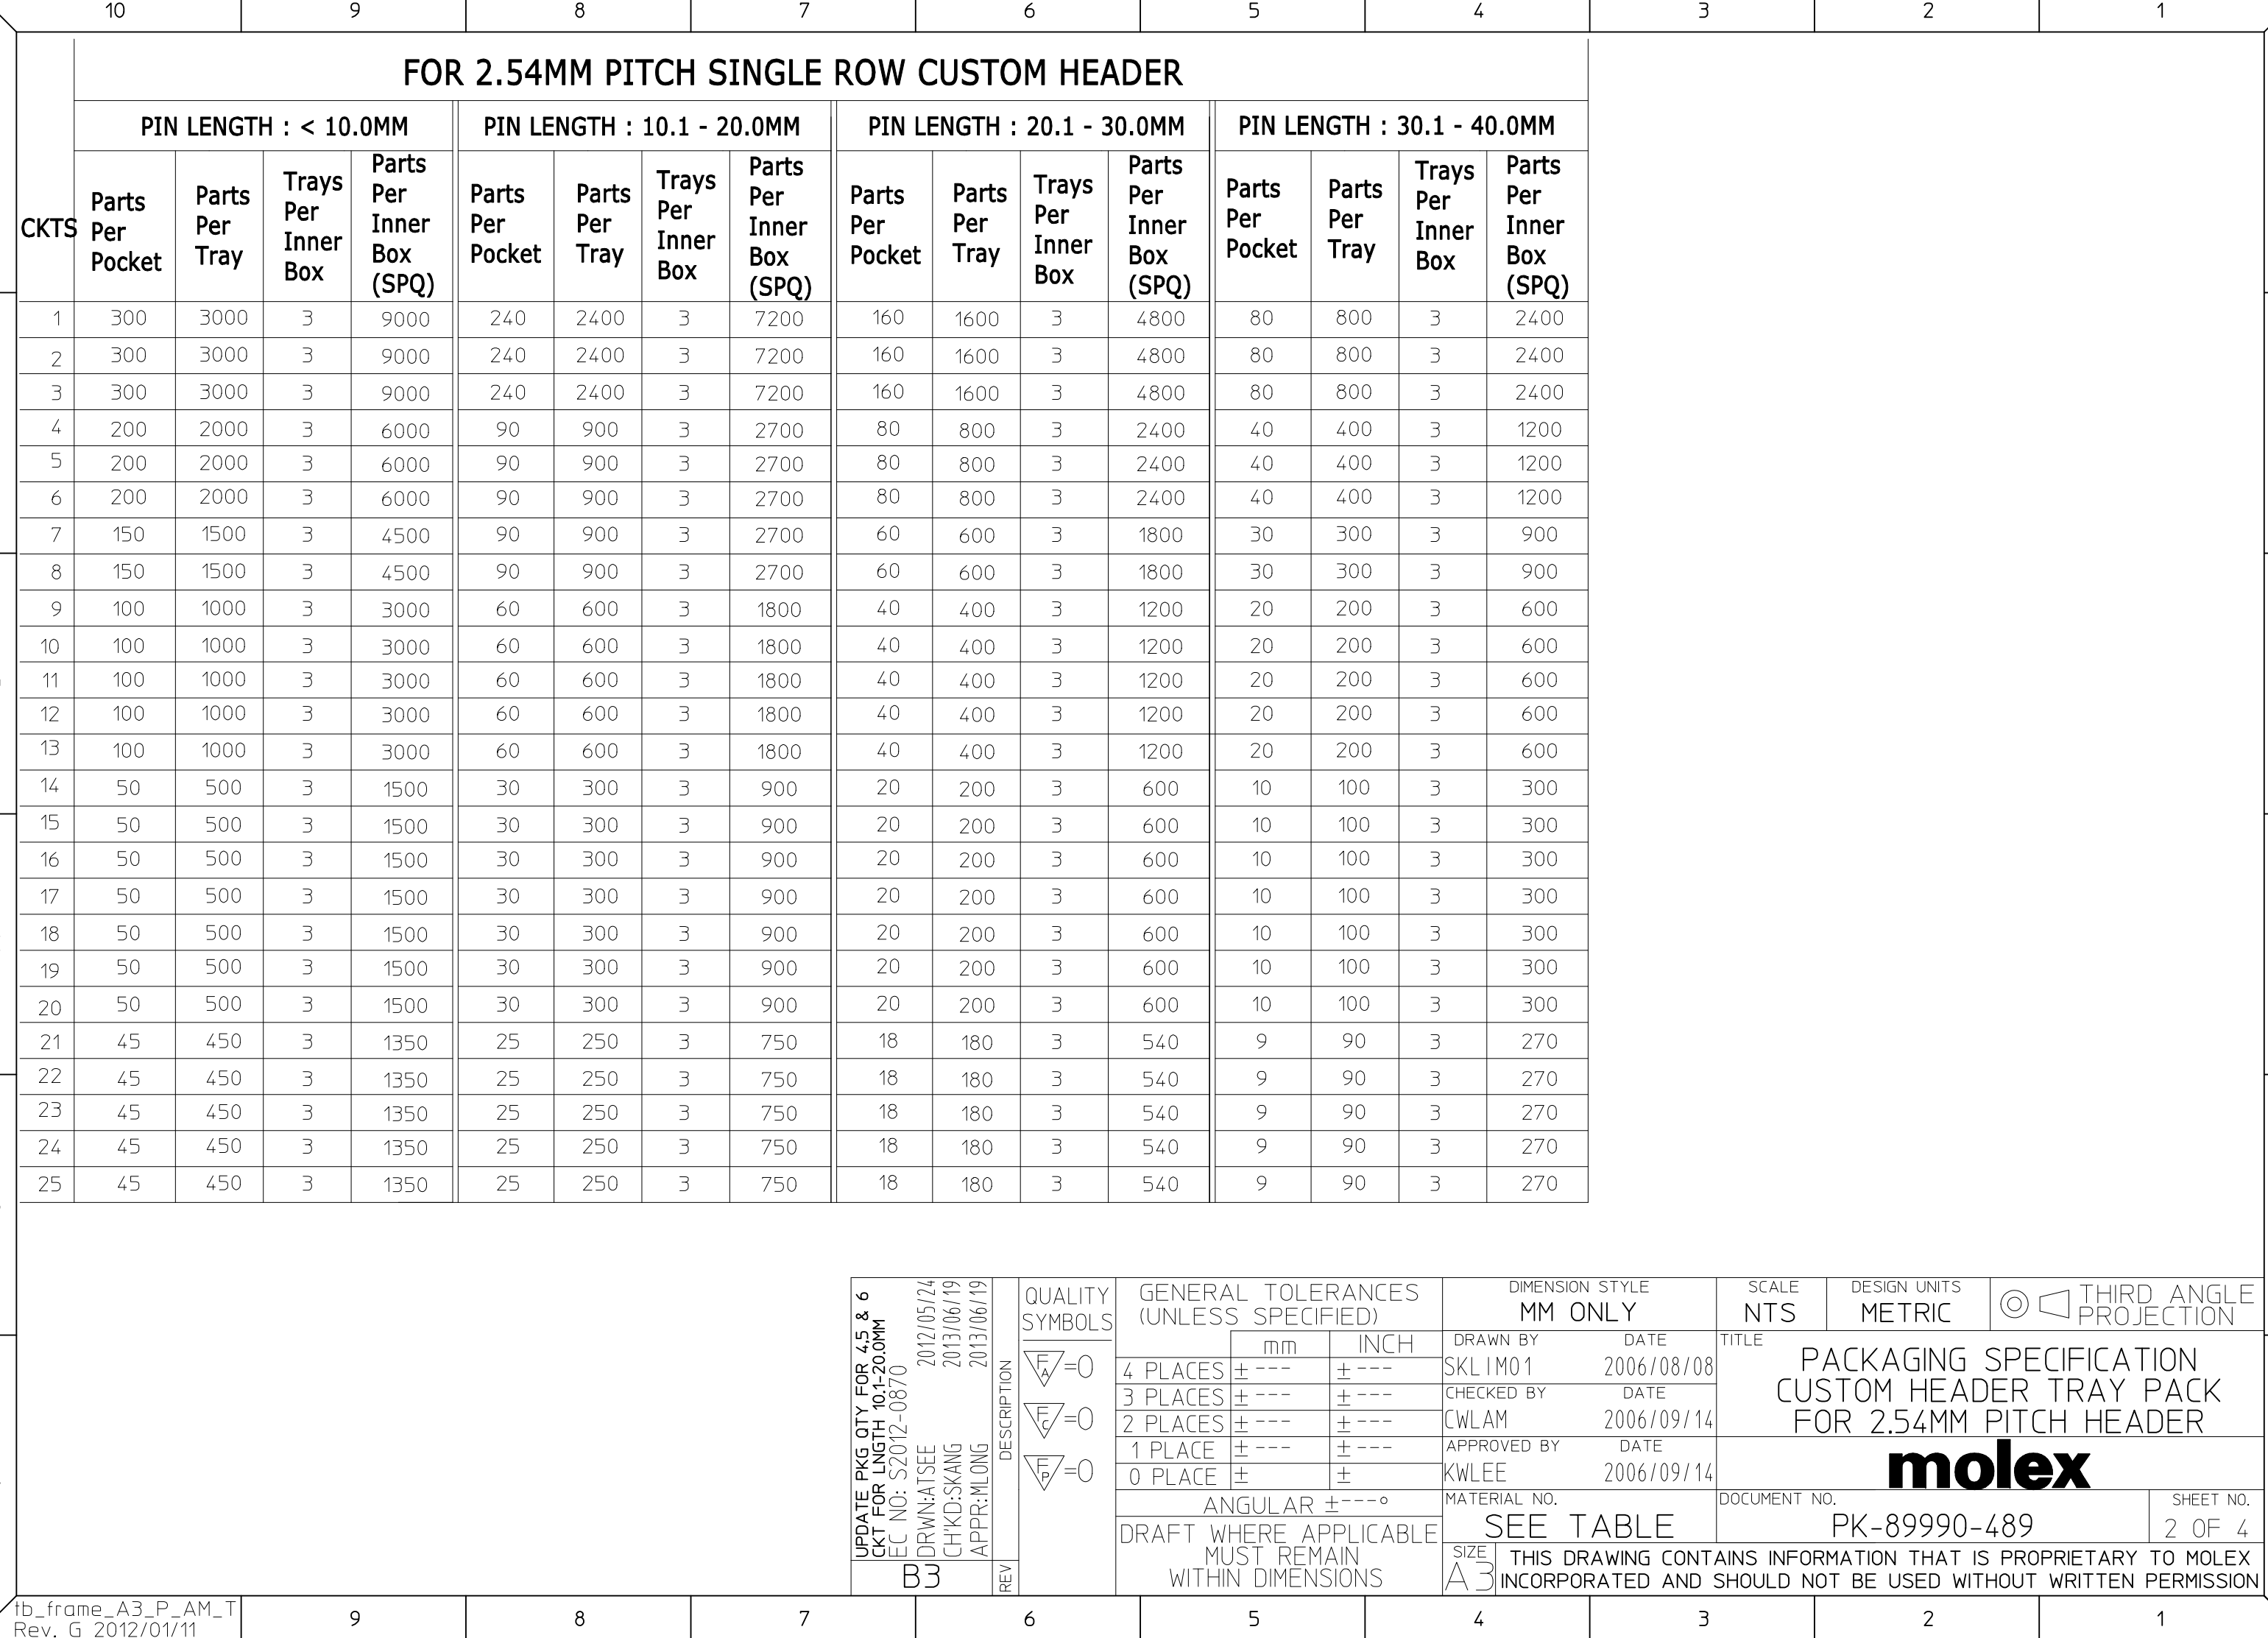 10 9 8 7 6 5 4 3 2 1
FOR 2.54MM PITCH SINGLE ROW CUSTOM HEADER
PIN LENGTH : < 10.0MM PIN LENGTH : 10.1 - 20.0MM PIN LENGTH : 20.1 - 30.0MM PIN LENGTH : 30.1 - 40.0MM
CKTS Parts Per Pocket Parts Per Tray Trays Per Inner Box Parts Per Inner Box (SPQ) Parts Per Pocket Parts Per Tray Trays Per Inner Box Parts Per Inner Box (SPQ) Parts Per Pocket Parts Per Tray Trays Per Inner Box Parts Per Inner Box (SPQ) Parts Per Pocket Parts Per Tray Trays Per Inner Box Parts Per Inner Box (SPQ)
1 300 3000 3 9000 240 2400 3 7200 160 1600 3 4800 80 800 3 2400
2 300 3000 3 9000 240 2400 3 7200 160 1600 3 4800 80 800 3 2400
3 300 3000 3 9000 240 2400 3 7200 160 1600 3 4800 80 800 3 2400
4 200 2000 3 6000 90 900 3 2700 80 800 3 2400 40 400 3 1200
5 200 2000 3 6000 90 900 3 2700 80 800 3 2400 40 400 3 1200
6 200 2000 3 6000 90 900 3 2700 80 800 3 2400 40 400 3 1200
7 150 1500 3 4500 90 900 3 2700 60 600 3 1800 30 300 3 900
8 150 1500 3 4500 90 900 3 2700 60 600 3 1800 30 300 3 900
9 100 1000 3 3000 60 600 3 1800 40 400 3 1200 20 200 3 600
10 100 1000 3 3000 60 600 3 1800 40 400 3 1200 20 200 3 600
11 100 1000 3 3000 60 600 3 1800 40 400 3 1200 20 200 3 600
12 100 1000 3 3000 60 600 3 1800 40 400 3 1200 20 200 3 600
13 100 1000 3 3000 60 600 3 1800 40 400 3 1200 20 200 3 600
14 50 500 3 1500 30 300 3 900 20 200 3 600 10 100 3 300
15 50 500 3 1500 30 300 3 900 20 200 3 600 10 100 3 300
16 50 500 3 1500 30 300 3 900 20 200 3 600 10 100 3 300
17 50 500 3 1500 30 300 3 900 20 200 3 600 10 100 3 300
18 50 500 3 1500 30 300 3 900 20 200 3 600 10 100 3 300
19 50 500 3 1500 30 300 3 900 20 200 3 600 10 100 3 300
20 50 500 3 1500 30 300 3 900 20 200 3 600 10 100 3 300
21 45 450 3 1350 25 250 3 750 18 180 3 540 9 90 3 270
22 45 450 3 1350 25 250 3 750 18 180 3 540 9 90 3 270
23 45 450 3 1350 25 250 3 750 18 180 3 540 9 90 3 270
24 45 450 3 1350 25 250 3 750 18 180 3 540 9 90 3 270
25 45 450 3 1350 25 250 3 750 18 180 3 540 9 90 3 270
UPDATE PKG QTY FOR 4,5 & 6
CKT FOR LNGTH 10.1-20.0MM
EC NO: S2012-0870
DRWN:ATSEE 2012/05/24
CH'KD:SKANG 2013/06/19
APPR:MLONG 2013/06/19
DESCRIPTION
B3
REV
QUALITY
SYMBOLS
FA=0
FC=0
FP=0
GENERAL TOLERANCES
(UNLESS SPECIFIED)
mm INCH
4 PLACES ± --- ± ---
3 PLACES ± --- ± ---
2 PLACES ± --- ± ---
1 PLACE ± --- ± ---
0 PLACE ± ±
ANGULAR ±---°
DRAFT WHERE APPLICABLE
MUST REMAIN
WITHIN DIMENSIONS
DIMENSION STYLE
MM ONLY
SCALE
NTS
DESIGN UNITS
METRIC
THIRD ANGLE
PROJECTION
DRAWN BY DATE
SKLIM01 2006/08/08
CHECKED BY DATE
CWLAM 2006/09/14
APPROVED BY DATE
KWLEE 2006/09/14
TITLE
PACKAGING SPECIFICATION
CUSTOM HEADER TRAY PACK
FOR 2.54MM PITCH HEADER
molex
MATERIAL NO.
SEE TABLE
DOCUMENT NO.
PK-89990-489
SHEET NO.
2 OF 4
SIZE
A3
THIS DRAWING CONTAINS INFORMATION THAT IS PROPRIETARY TO MOLEX
INCORPORATED AND SHOULD NOT BE USED WITHOUT WRITTEN PERMISSION
tb_frame_A3_P_AM_T
Rev. G 2012/01/11
9 8 7 6 5 4 3 2 1